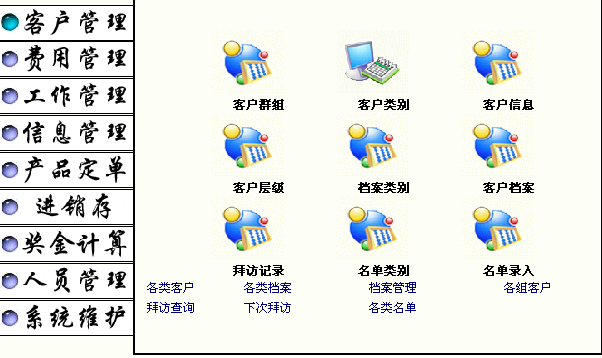 客户管理
费用管理
工作管理
信息管理
产品定单
进销存
奖金计算
人员管理
系统维护
客户群组 客户类别 客户信息
客户层级 档案类别 客户档案
拜访记录 名单类别 名单录入
各类客户 各类档案 档案管理 各组客户
拜访查询 下次拜访 各类名单